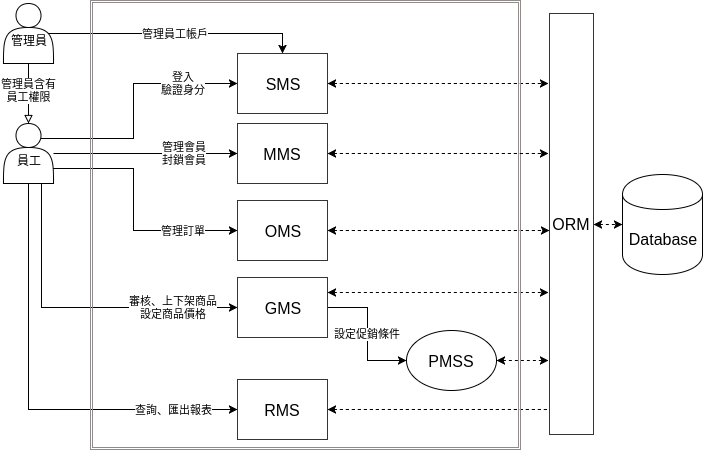 管理員
管理員工帳戶
管理員含有
員工權限
員工
登入
驗證身分
SMS
管理會員
封鎖會員
MMS
管理訂單
OMS
審核、上下架商品
設定商品價格
GMS
設定促銷條件
PMSS
查詢、匯出報表
RMS
ORM
Database